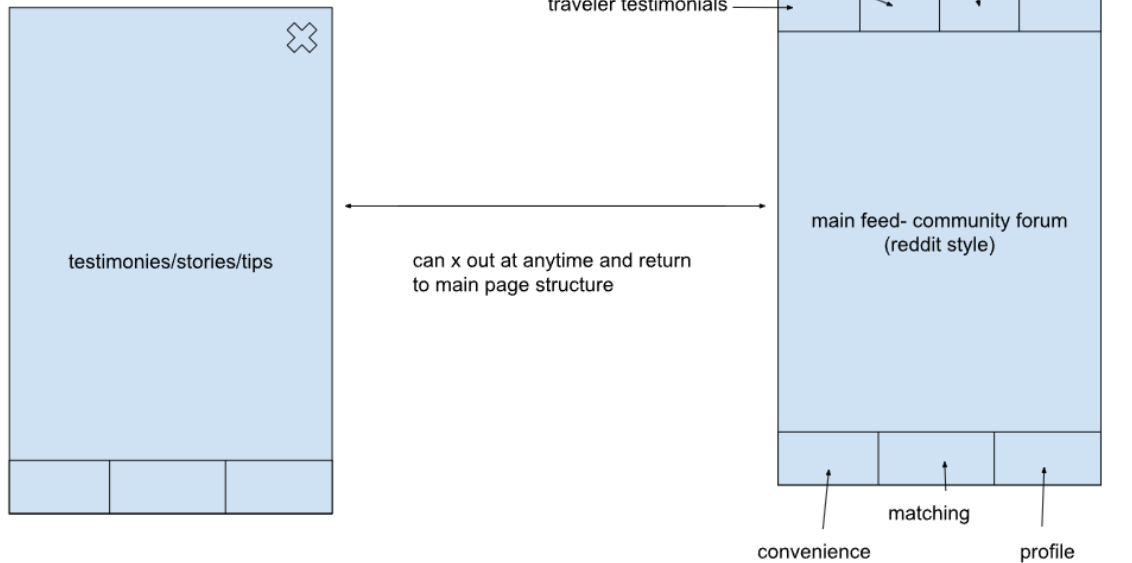 traveler testimonials
testimonies/stories/tips
can x out at anytime and return
to main page structure
main feed- community forum
(reddit style)
matching
convenience
profile